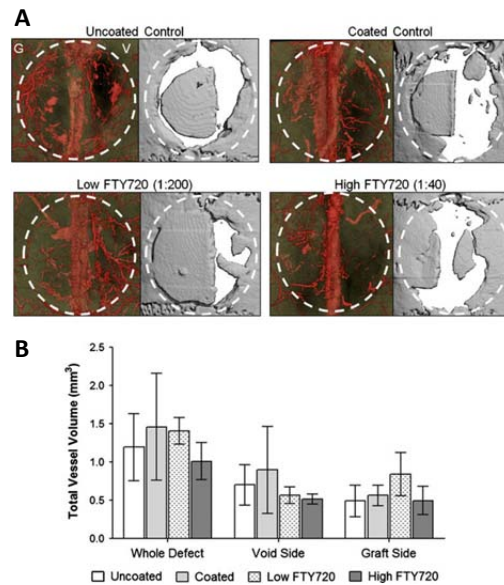 A
Uncoated Control
Coated Control
G V
Low FTY720 (1:200)
High FTY720 (1:40)
B
Total Vessel Volume (mm³)
2.5
2.0
1.5
1.0
0.5
0.0
Whole Defect Void Side Graft Side
Uncoated Coated Low FTY720 High FTY720